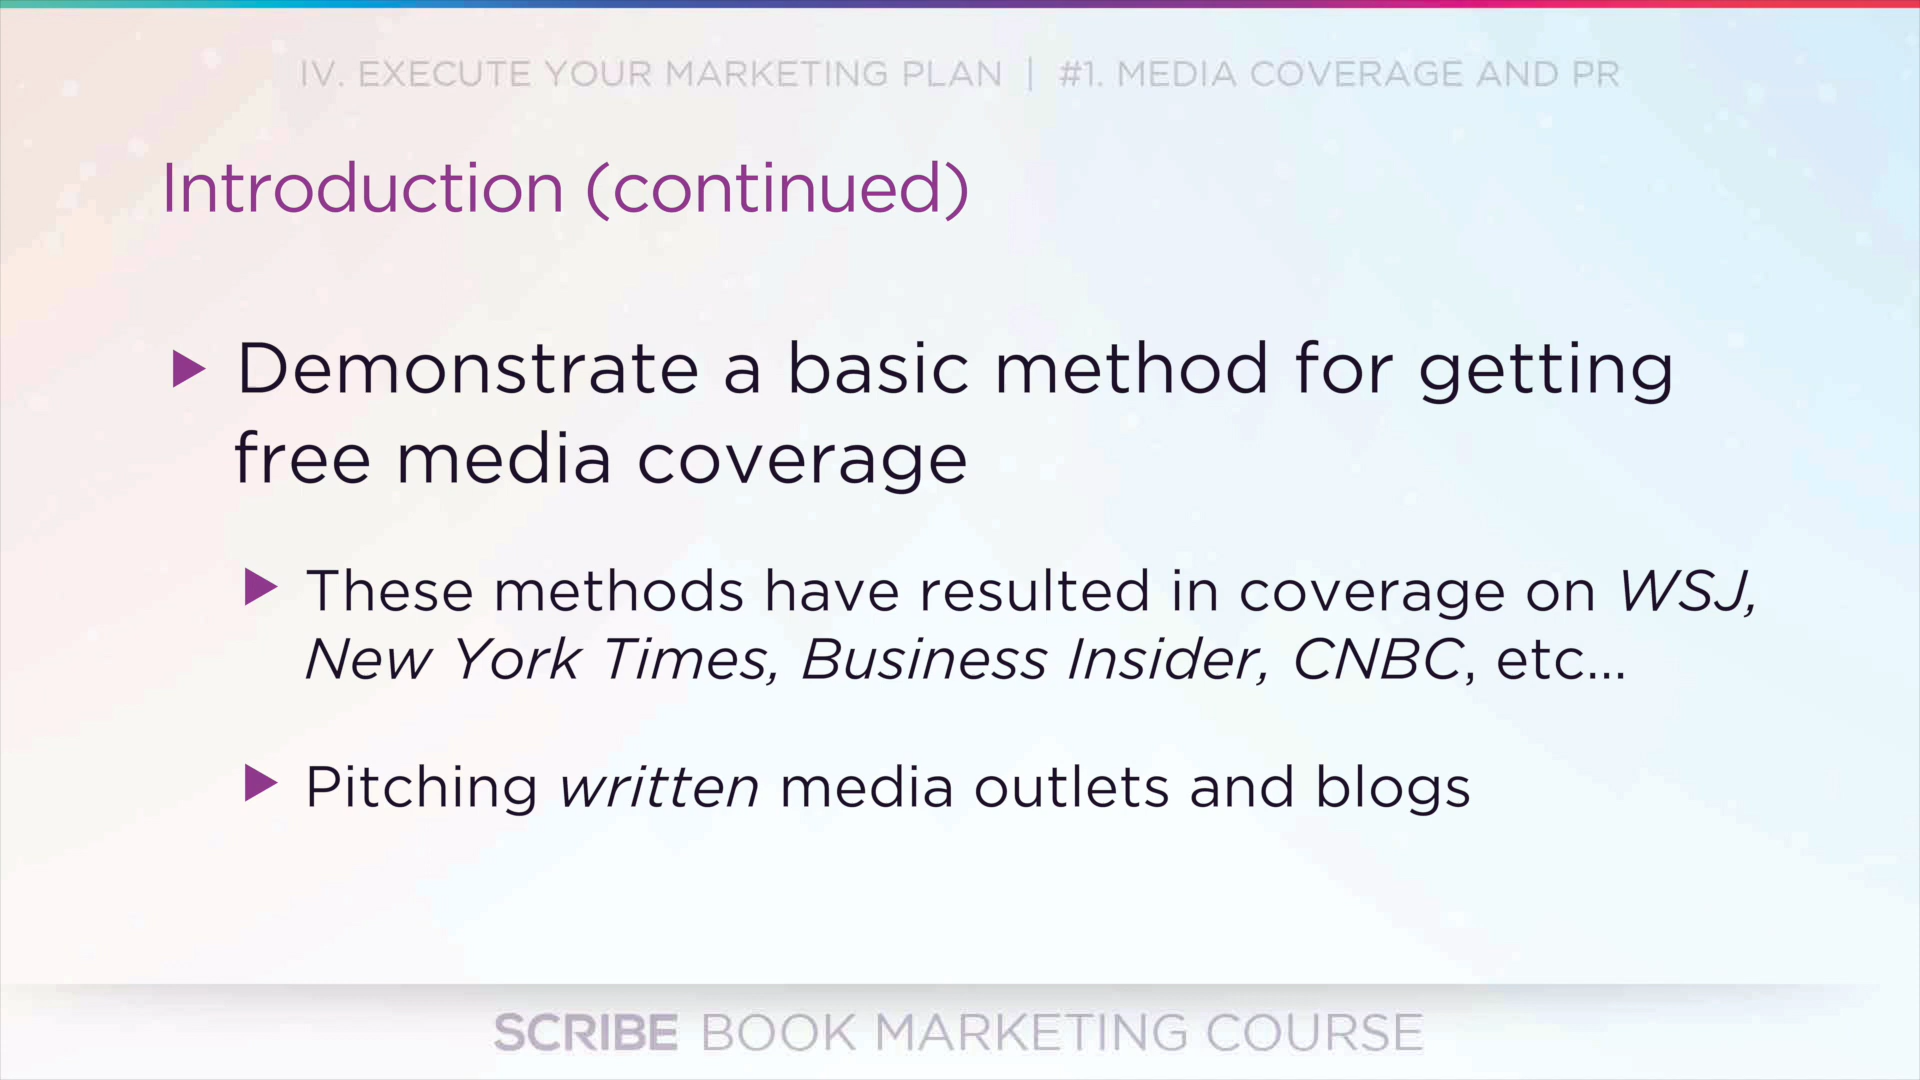 IV. EXECUTE YOUR MARKETING PLAN | #1. MEDIA COVERAGE AND PR
Introduction (continued)
Demonstrate a basic method for getting
free media coverage
These methods have resulted in coverage on WSJ,
New York Times, Business Insider, CNBC, etc...
Pitching written media outlets and blogs
SCRIBE BOOK MARKETING COURSE